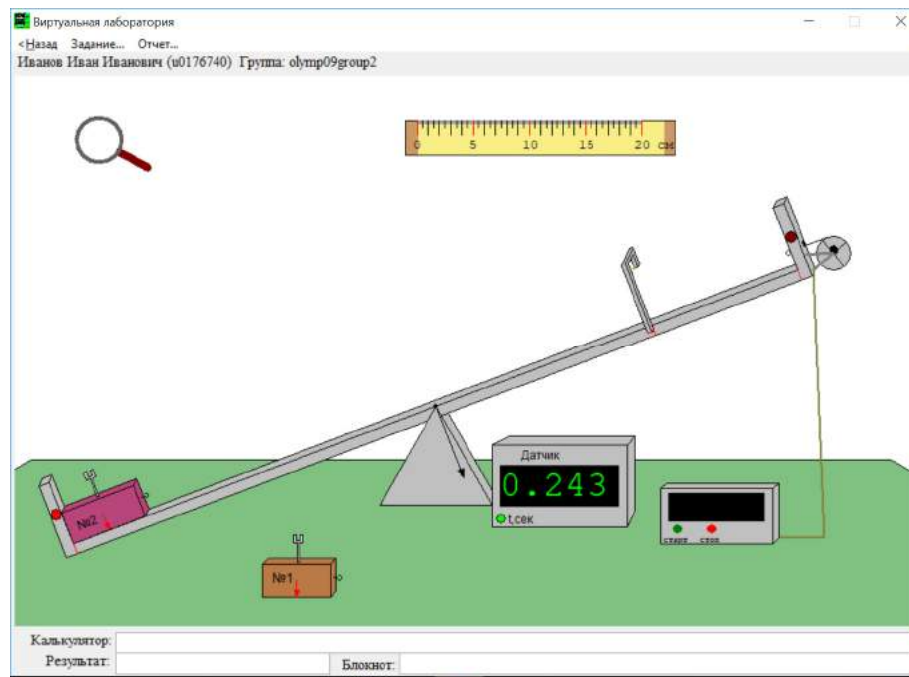 Виртуальная лаборатория
<Назад Задание... Отчет...
Иванов Иван Иванович (u0176740) Группа: olymp09group2
0 5 10 15 20 см
Датчик
0.243
t,сек
старт стоп
№2
№1
Калькулятор:
Результат: Блокнот: